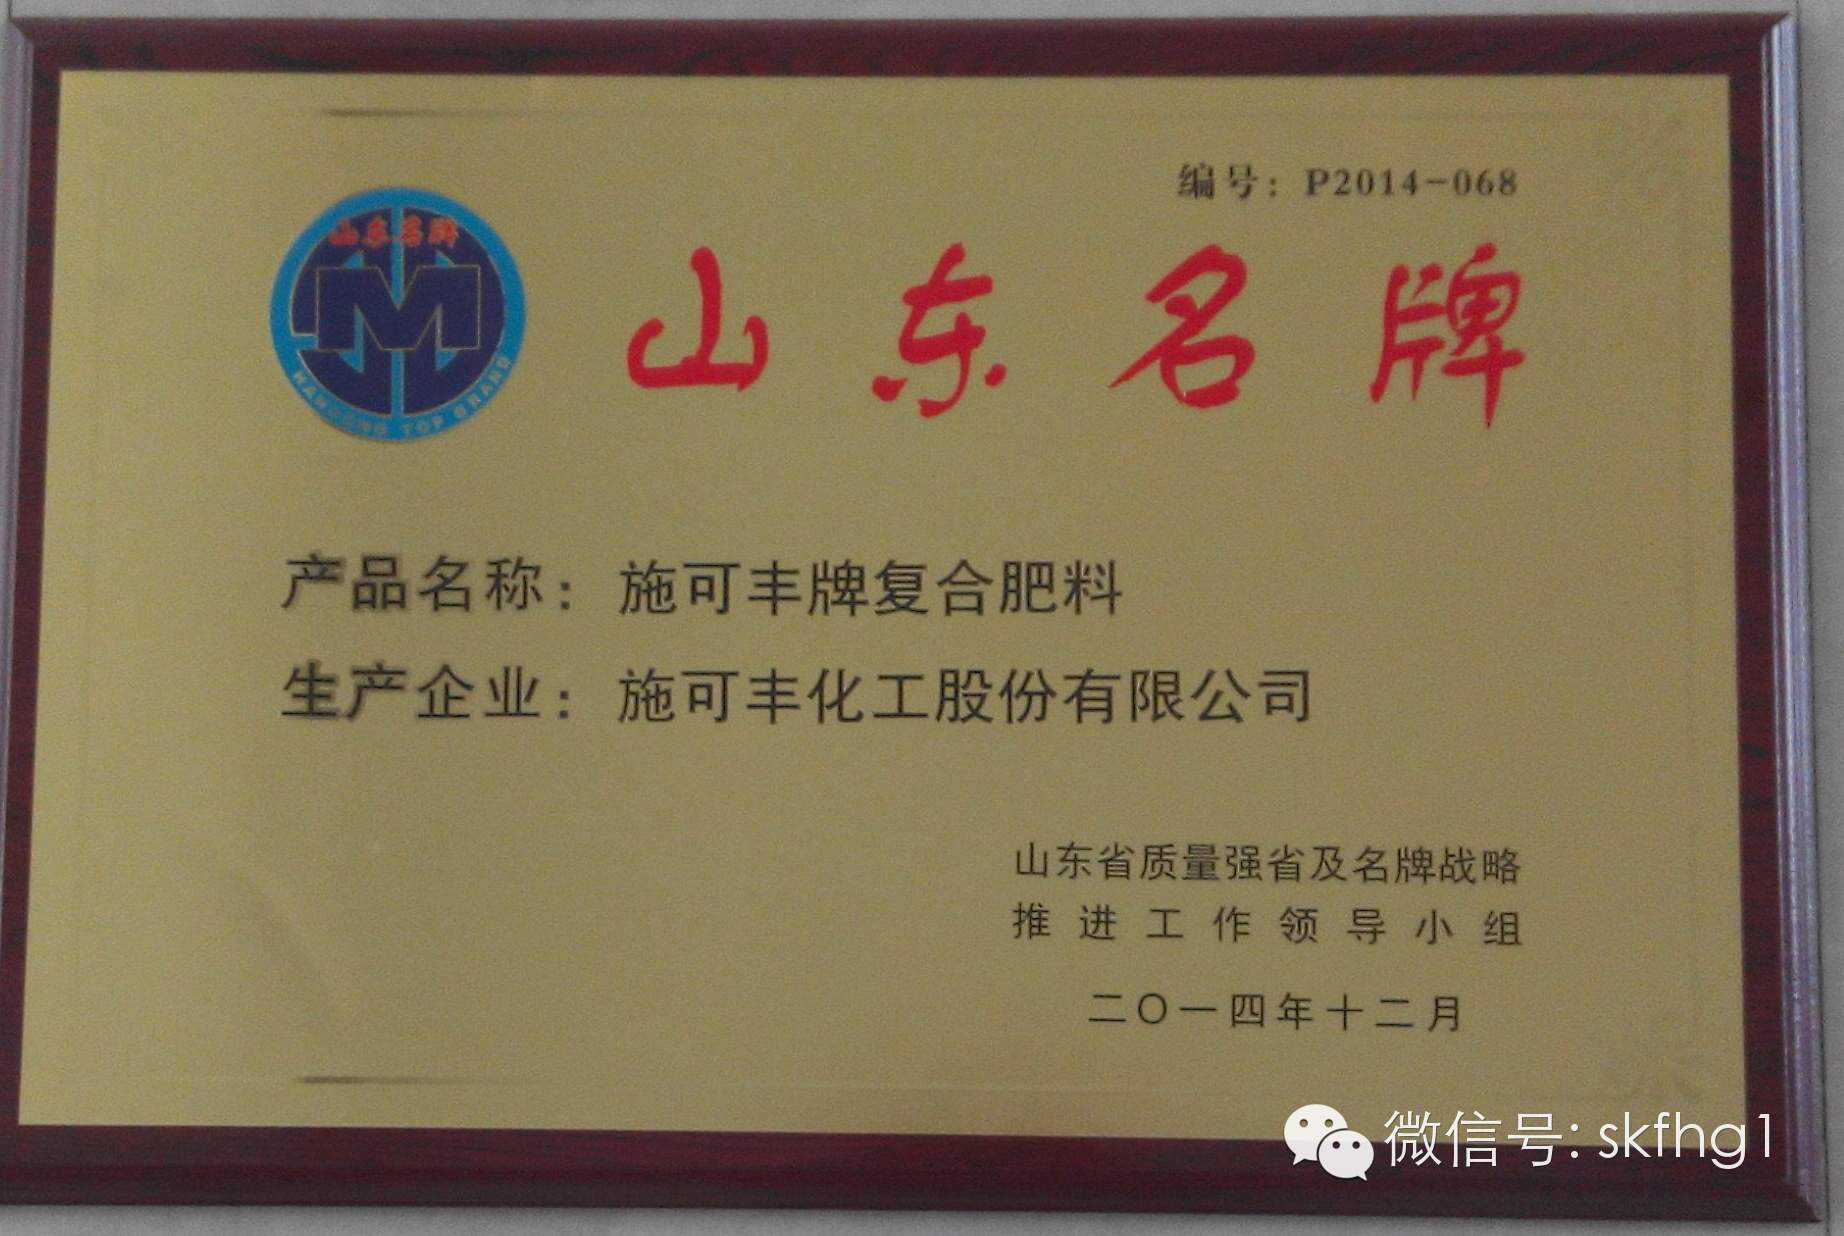 编号：P2014-068
山东名牌
山东名牌
M
TOP BRAND
产品名称：施可丰牌复合肥料
生产企业：施可丰化工股份有限公司
山东省质量强省及名牌战略
推进工作领导小组
二〇一四年十二月
微信号: skfhg1